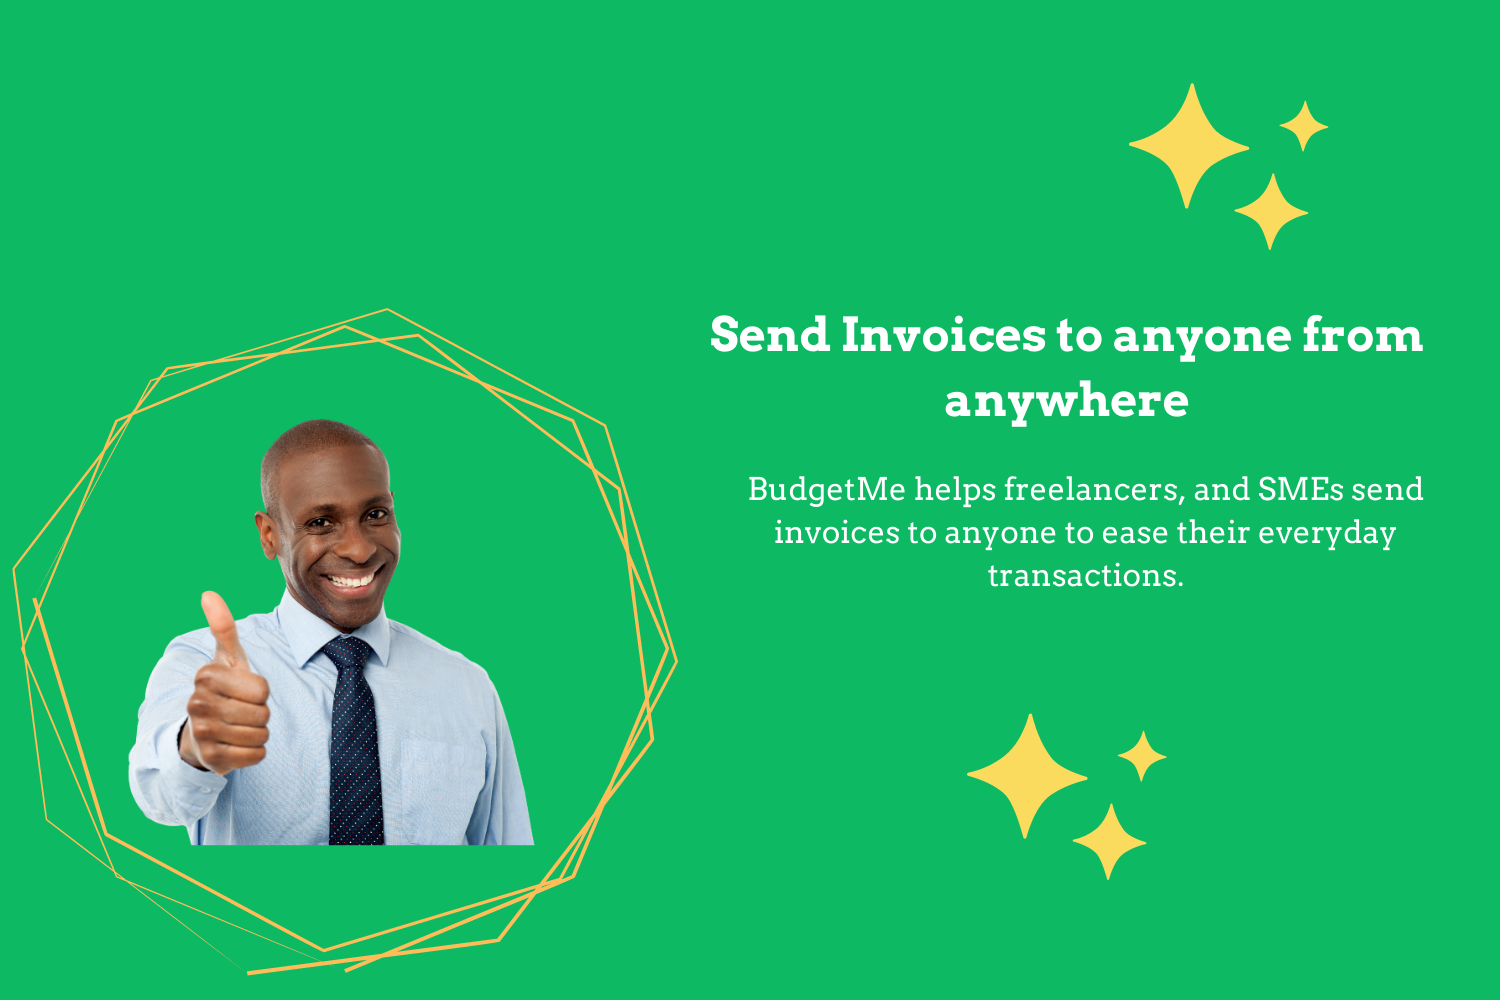 Send Invoices to anyone from
anywhere
BudgetMe helps freelancers, and SMEs send
invoices to anyone to ease their everyday
transactions.